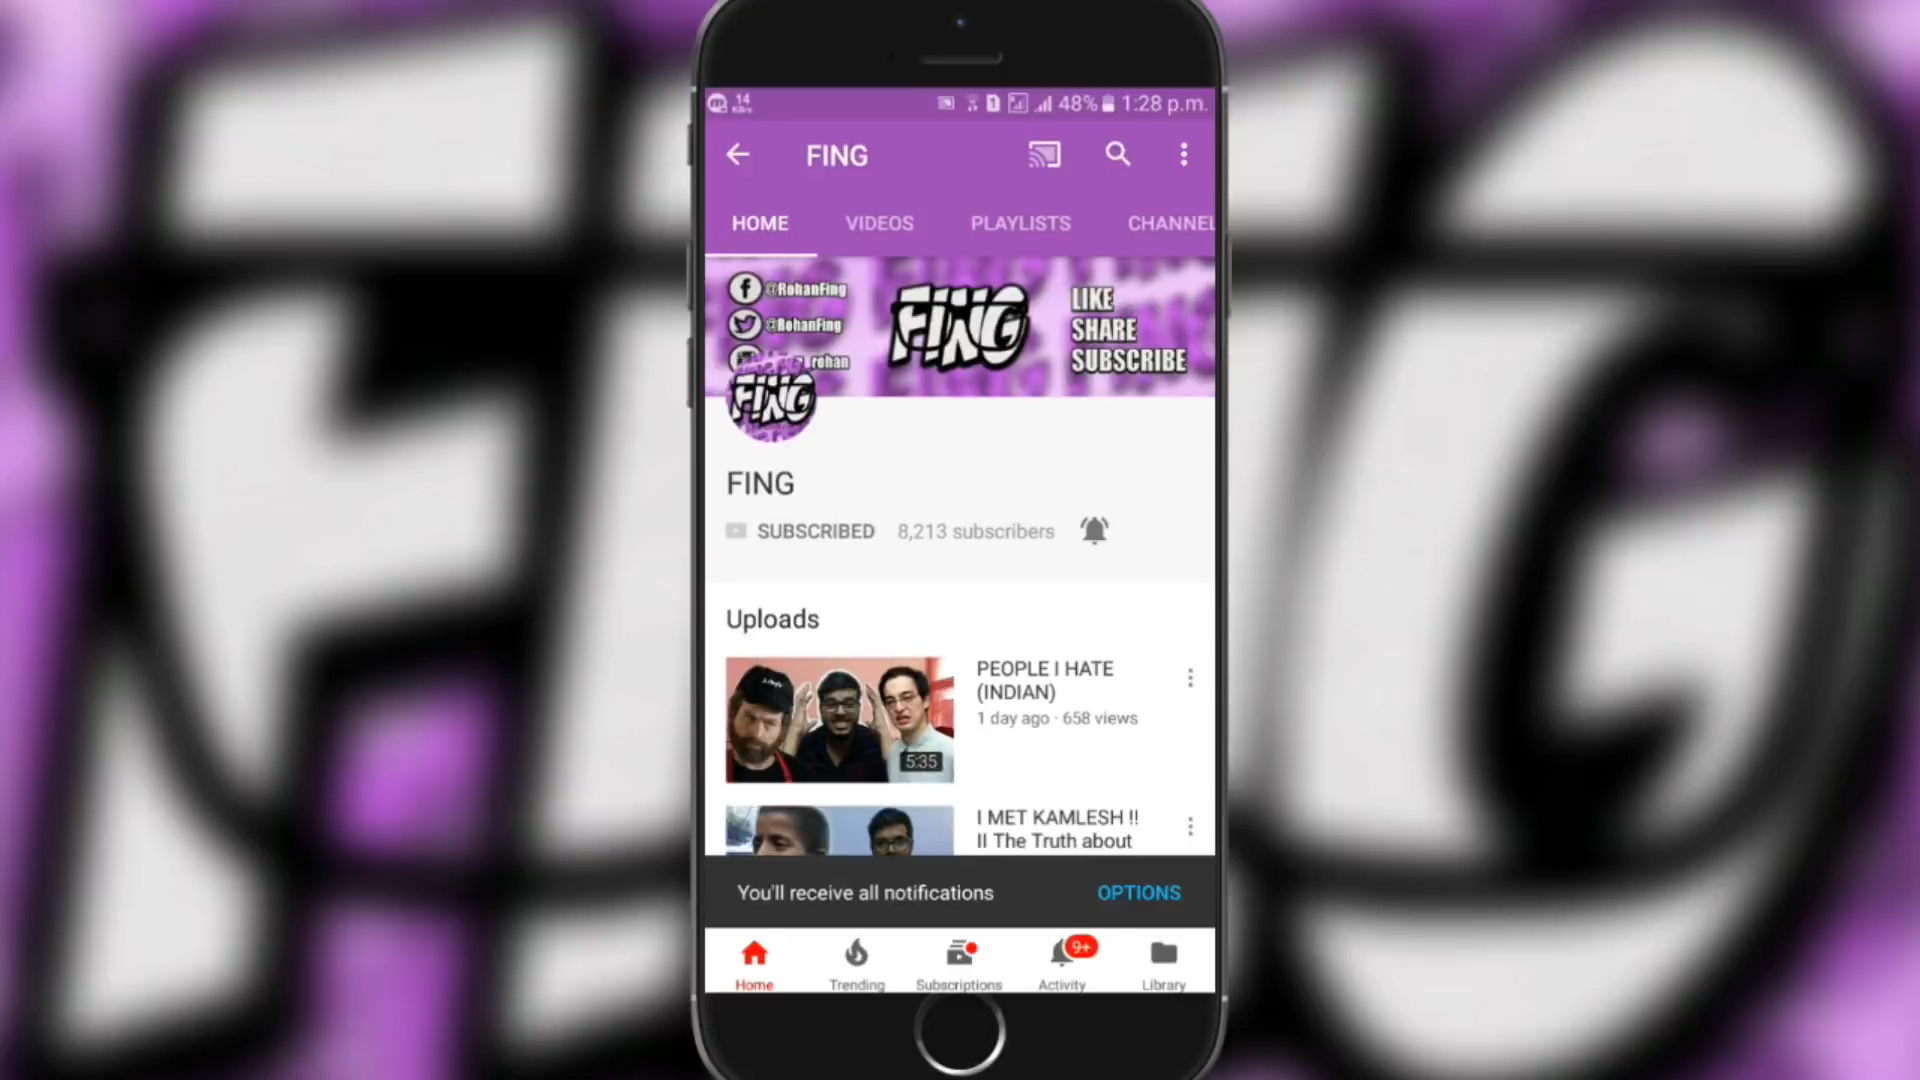 14
KB/s
48%
1:28 p.m.
FING
HOME
VIDEOS
PLAYLISTS
CHANNEL
@RohanFing
@RohanFing
rohan
FING
LIKE
SHARE
SUBSCRIBE
FING
FING
SUBSCRIBED
8,213 subscribers
Uploads
PEOPLE I HATE
(INDIAN)
1 day ago · 658 views
5:35
I MET KAMLESH !!
II The Truth about
You'll receive all notifications
OPTIONS
9+
Home
Trending
Subscriptions
Activity
Library